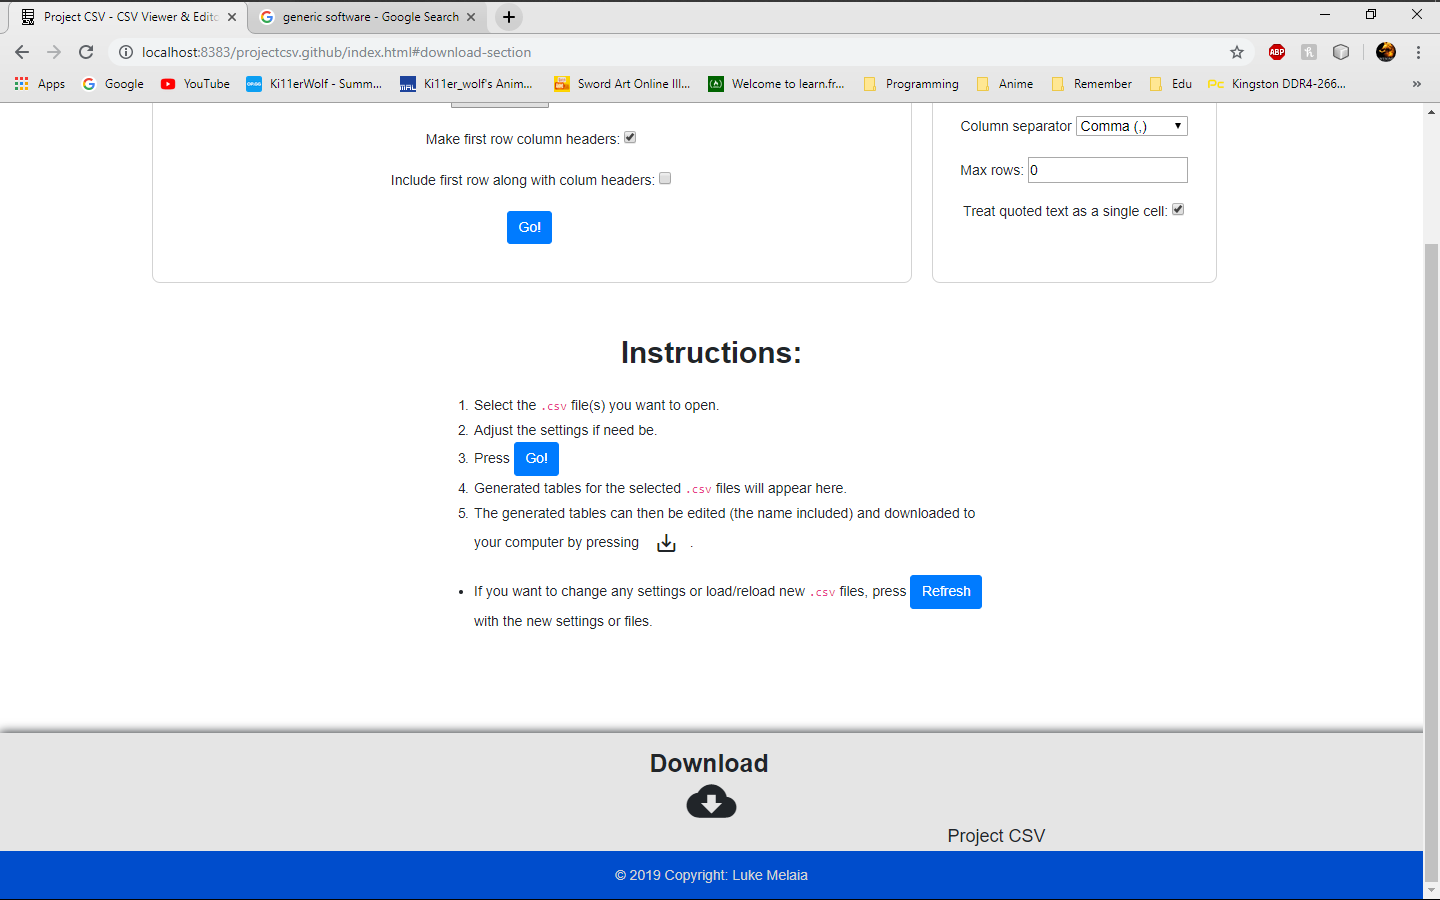 Project CSV - CSV Viewer & Edito
generic software - Google Search
localhost:8383/projectcsv.github/index.html#download-section
ABP
Apps
Google
YouTube
OP.GG
Ki11erWolf - Summ...
MAL
Ki11er_wolf's Anim...
Sword Art Online Ill...
Welcome to learn.fr...
Programming
Anime
Remember
Edu
Kingston DDR4-266...
»
Make first row column headers:
Include first row along with colum headers:
Go!
Column separator Comma (,)
Max rows: 0
Treat quoted text as a single cell:
Instructions:
1. Select the .csv file(s) you want to open.
2. Adjust the settings if need be.
3. Press Go!
4. Generated tables for the selected .csv files will appear here.
5. The generated tables can then be edited (the name included) and downloaded to
your computer by pressing .
• If you want to change any settings or load/reload new .csv files, press Refresh
with the new settings or files.
Download
Project CSV
© 2019 Copyright: Luke Melaia